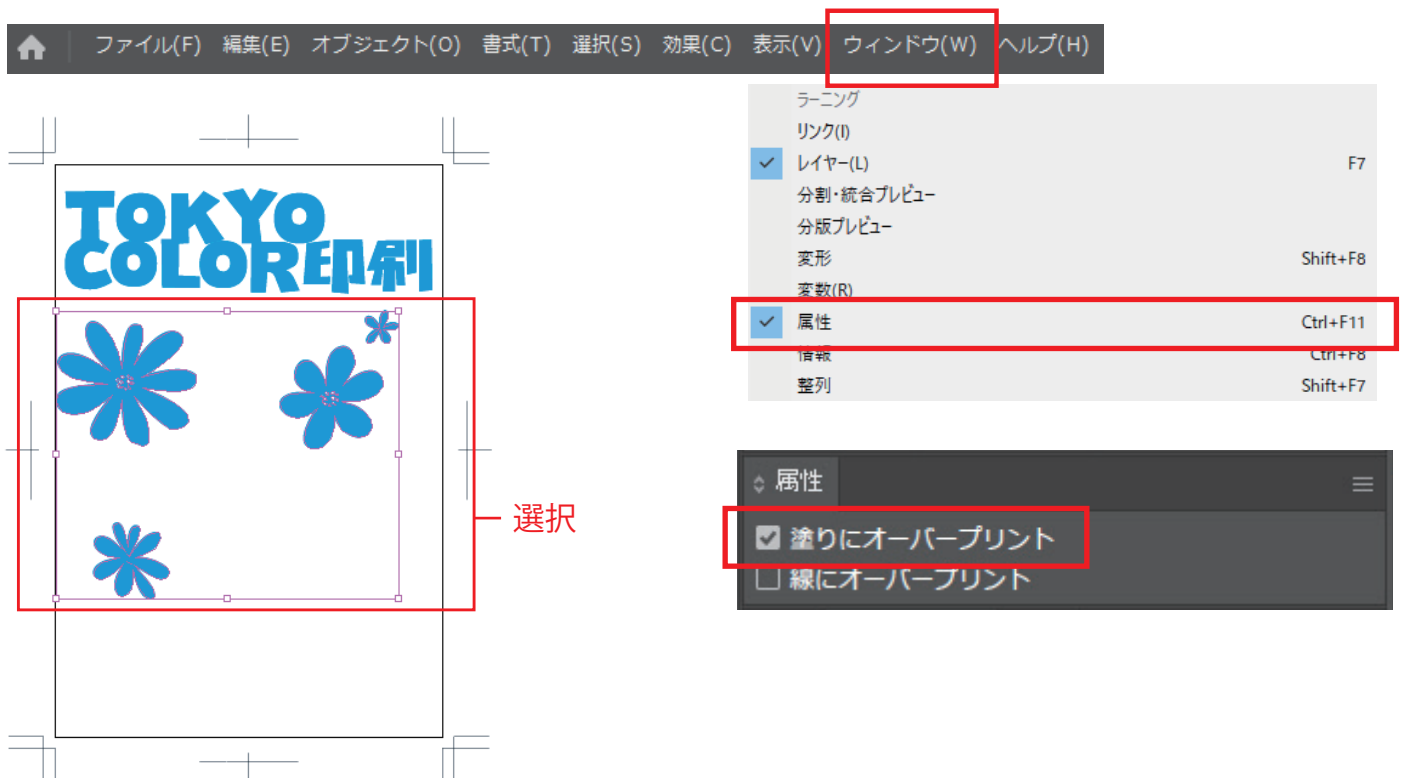 ファイル(F) 編集(E) オブジェクト(O) 書式(T) 選択(S) 効果(C) 表示(V) ウィンドウ(W) ヘルプ(H)
TOKYO
COLOR印刷
選択
ラーニング
リンク(I)
レイヤー(L) F7
分割・統合プレビュー
分版プレビュー
変形 Shift+F8
変数(R)
属性 Ctrl+F11
情報 Ctrl+F8
整列 Shift+F7
属性
塗りにオーバープリント
線にオーバープリント